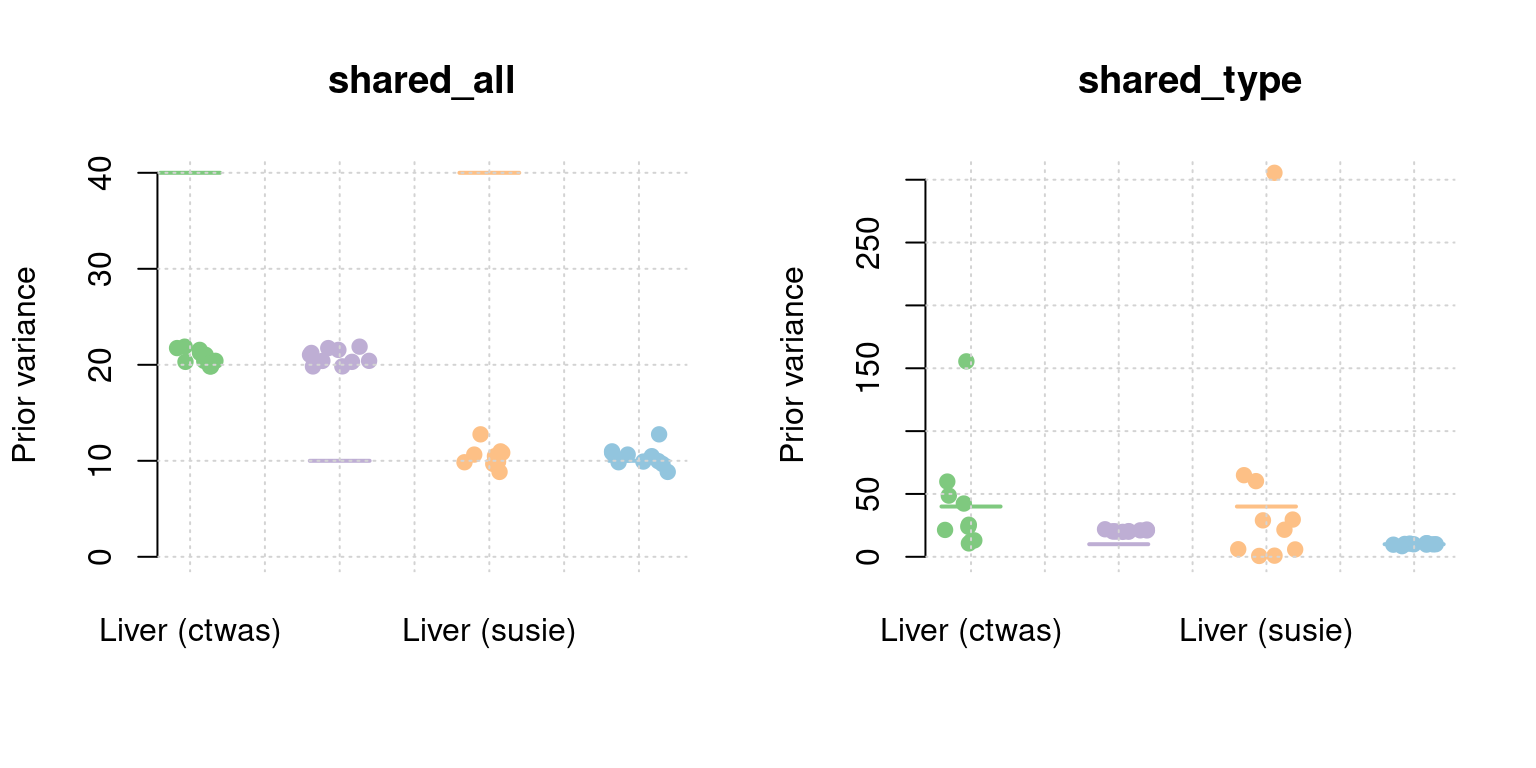 shared_all
Prior variance
40
30
20
10
0
Liver (ctwas)
Liver (susie)
shared_type
Prior variance
250
150
50
0
Liver (ctwas)
Liver (susie)